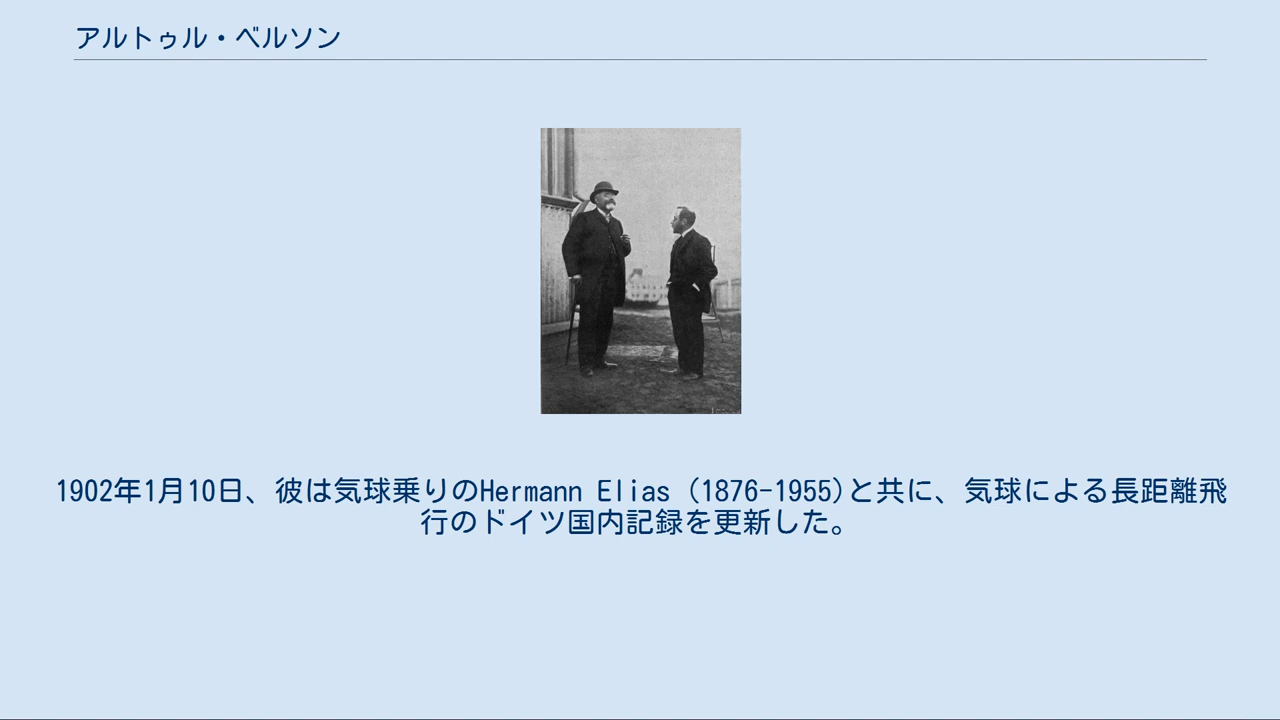 アルトゥル・ベルソン
1902年1月10日、彼は気球乗りのHermann Elias (1876-1955)と共に、気球による長距離飛
行のドイツ国内記録を更新した。